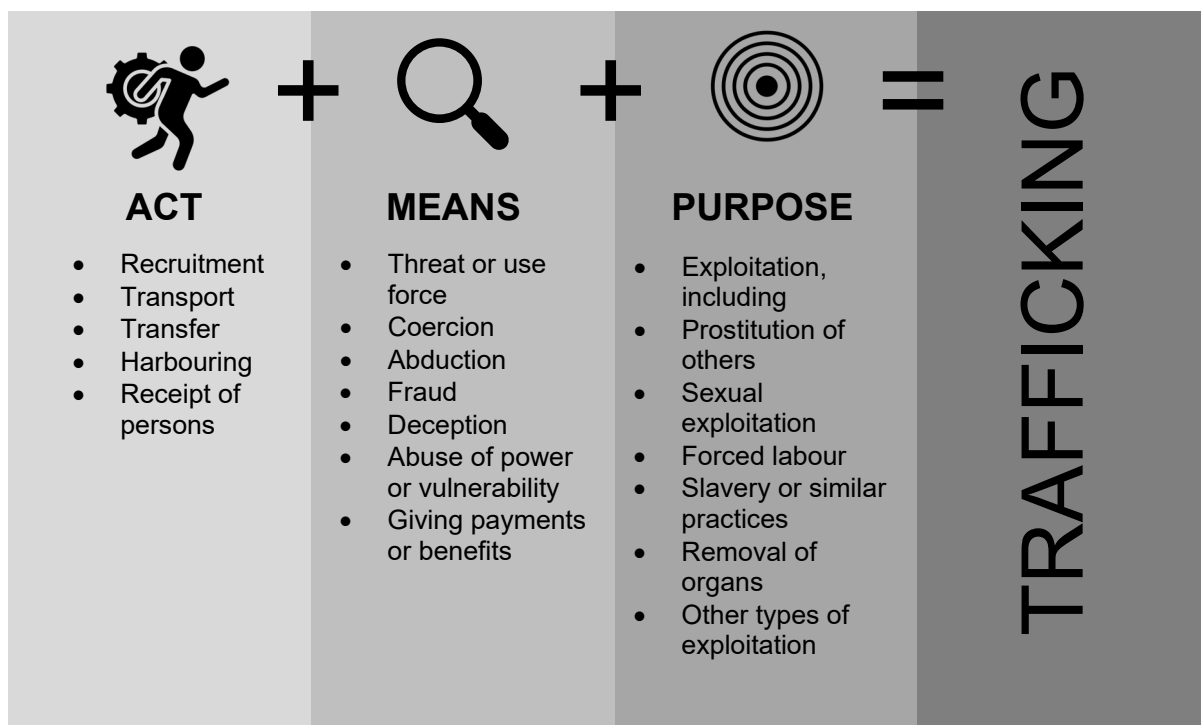 + + =
ACT
• Recruitment
• Transport
• Transfer
• Harbouring
• Receipt of
persons
MEANS
• Threat or use
force
• Coercion
• Abduction
• Fraud
• Deception
• Abuse of power
or vulnerability
• Giving payments
or benefits
PURPOSE
• Exploitation,
including
• Prostitution of
others
• Sexual
exploitation
• Forced labour
• Slavery or similar
practices
• Removal of
organs
• Other types of
exploitation
TRAFFICKING